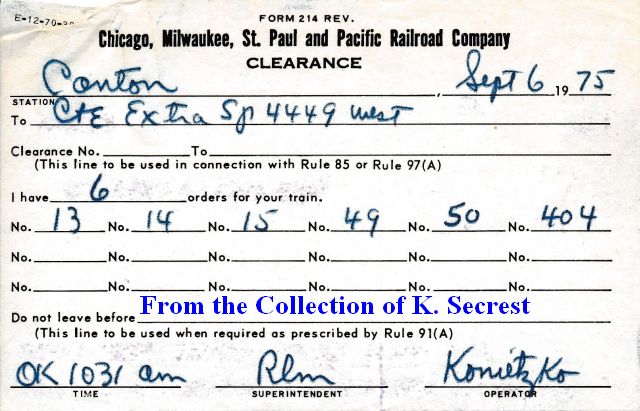 E-12-70-
FORM 214 REV.
Chicago, Milwaukee, St. Paul and Pacific Railroad Company
CLEARANCE
Canton, Sept 6 1975
STATION
To C+E Extra Sp 4449 West
Clearance No. To
(This line to be used in connection with Rule 85 or Rule 97(A)
I have 6 orders for your train.
No. 13 No. 14 No. 15 No. 49 No. 50 No. 404
No. No. No. No. No. No.
No. No. No. No. No. No.
From the Collection of K. Secrest
Do not leave before
(This line to be used when required as prescribed by Rule 91(A)
OK 1031 am Rlm Konietzko
TIME SUPERINTENDENT OPERATOR